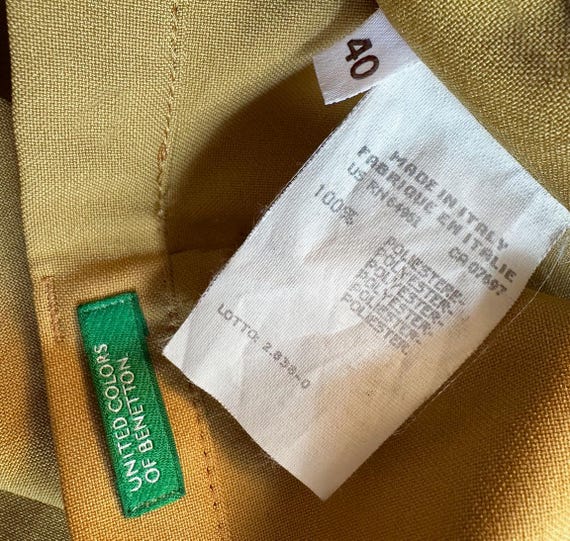 40
MADE IN ITALY
FABRIQUE EN ITALIE
US RN 64961 CA 07697
100%
POLIESTERE-
POLYESTER-
POLYESTER-
POLYESTER-
POLIESTER.
LOTTO: 2.838-0
UNITED COLORS
OF BENETTON